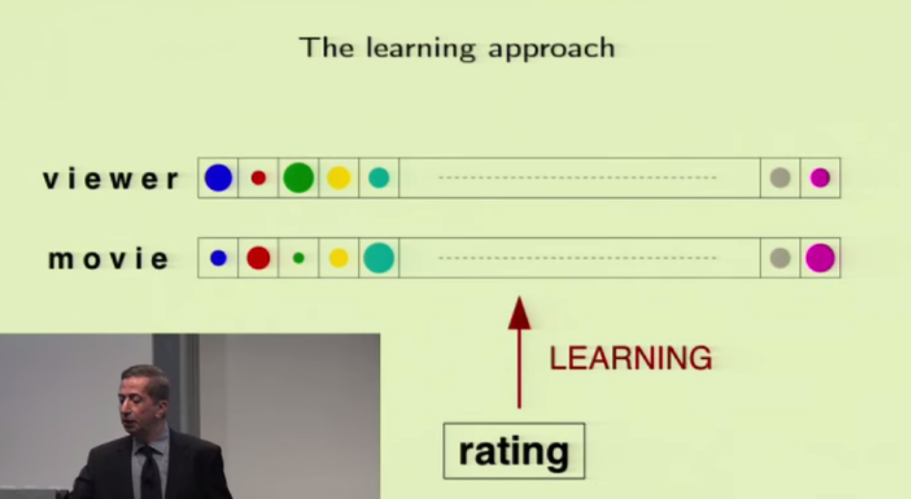 The learning approach
viewer
movie
LEARNING
rating